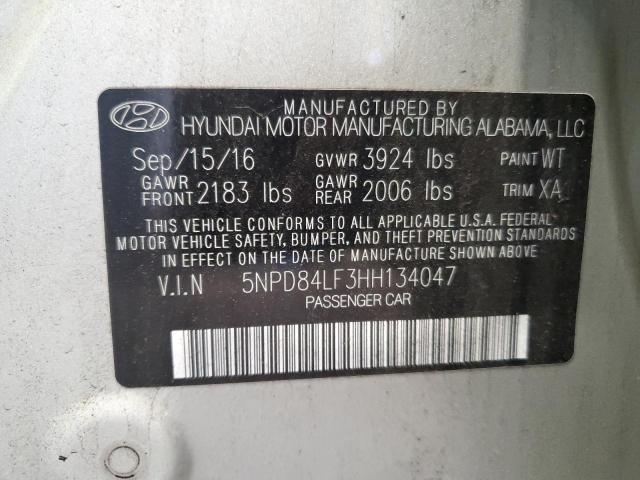 MANUFACTURED BY
HYUNDAI MOTOR MANUFACTURING ALABAMA, LLC
Sep/15/16 GVWR 3924 lbs PAINT WT
GAWR FRONT 2183 lbs GAWR REAR 2006 lbs TRIM XA
THIS VEHICLE CONFORMS TO ALL APPLICABLE U.S.A. FEDERAL
MOTOR VEHICLE SAFETY, BUMPER, AND THEFT PREVENTION STANDARDS
IN EFFECT ON THE DATE OF MANUFACTURE SHOWN ABOVE.
V.I.N 5NPD84LF3HH134047
PASSENGER CAR